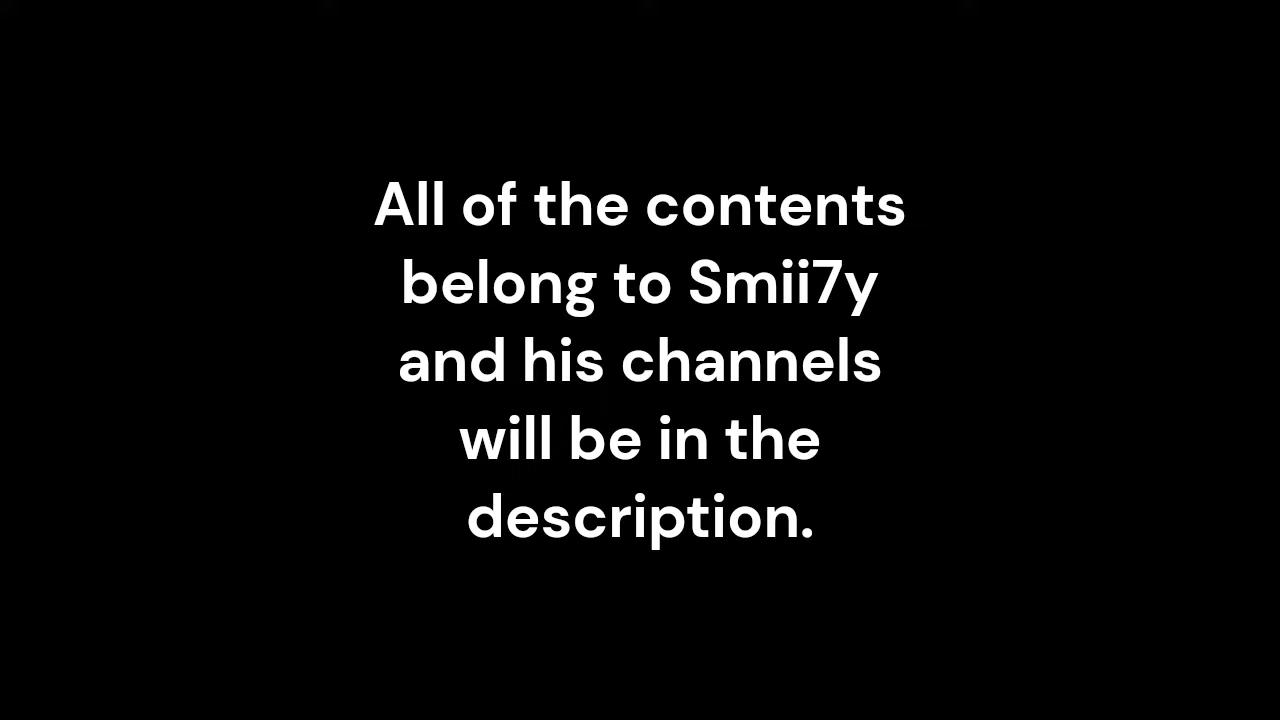 All of the contents
belong to Smii7y
and his channels
will be in the
description.